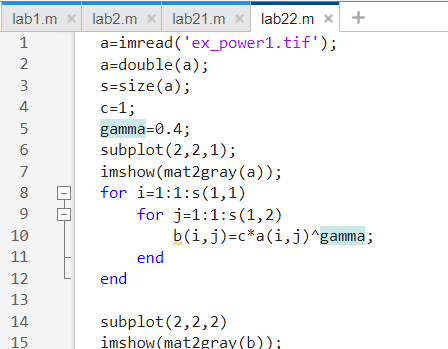 lab1.m × lab2.m × lab21.m × lab22.m × +
1 a=imread('ex_power1.tif');
2 a=double(a);
3 s=size(a);
4 c=1;
5 gamma=0.4;
6 subplot(2,2,1);
7 imshow(mat2gray(a));
8 for i=1:1:s(1,1)
9 for j=1:1:s(1,2)
10 b(i,j)=c*a(i,j)^gamma;
11 end
12 end
13
14 subplot(2,2,2)
15 imshow(mat2gray(b));